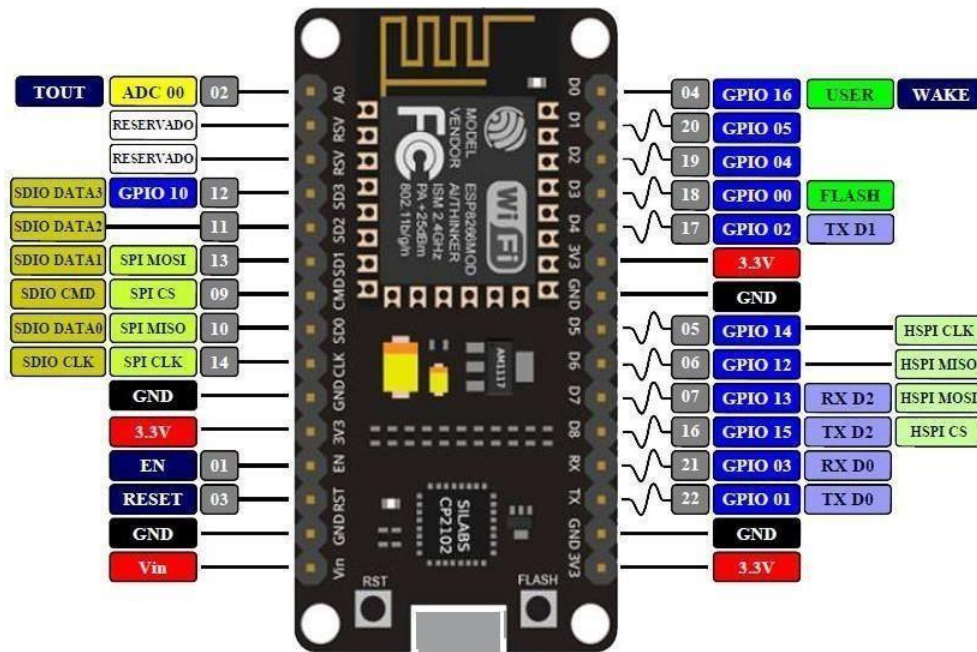 TOUT ADC 00 02 A0 D0 04 GPIO 16 USER WAKE
RESERVADO RSV D1 20 GPIO 05
RESERVADO RSV D2 19 GPIO 04
SDIO DATA3 GPIO 10 12 SD3 D3 18 GPIO 00 FLASH
SDIO DATA2 11 SD2 D4 17 GPIO 02 TX D1
SDIO DATA1 SPI MOSI 13 SD1 3V3 3.3V
SDIO CMD SPI CS 09 CMD GND GND
SDIO DATA0 SPI MISO 10 SD0 D5 05 GPIO 14 HSPI CLK
SDIO CLK SPI CLK 14 CLK D6 06 GPIO 12 HSPI MISO
GND GND D7 07 GPIO 13 RX D2 HSPI MOSI
3.3V 3V3 D8 16 GPIO 15 TX D2 HSPI CS
EN 01 EN RX 21 GPIO 03 RX D0
RESET 03 RST TX 22 GPIO 01 TX D0
GND GND GND GND
Vin Vin 3V3 3.3V
MODEL
VENDOR
ESP8266MOD
AI/THINKER
ISM 2.4GHz
PA +25dBm
802.11b/g/n
FC
WiFi
AM1117
SILABS
CP2102
RST
FLASH